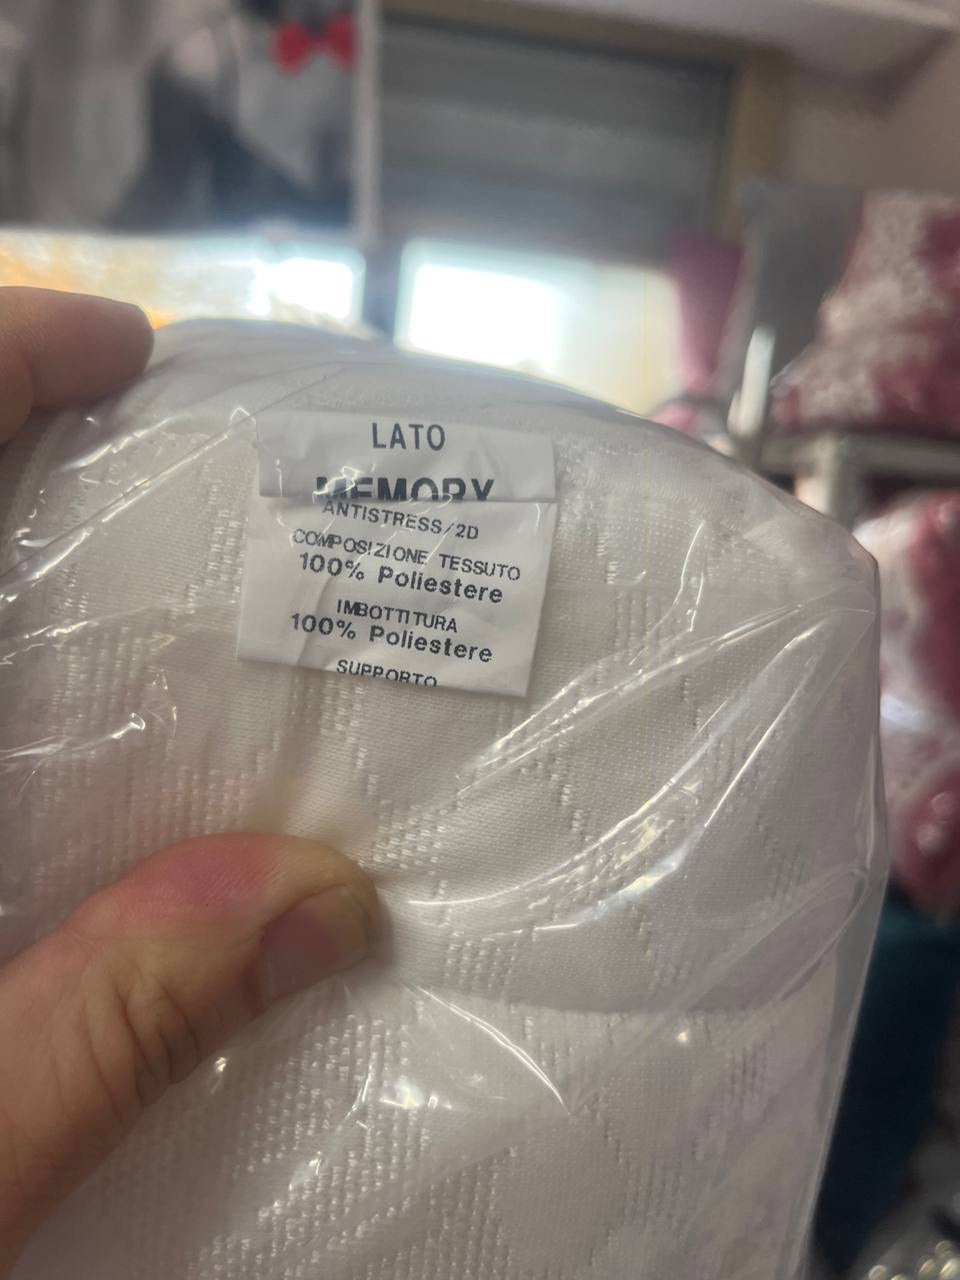 LATO
MEMORY
ANTISTRESS/2D
COMPOSIZIONE TESSUTO
100% Poliestere
IMBOTTITURA
100% Poliestere
SUPPORTO